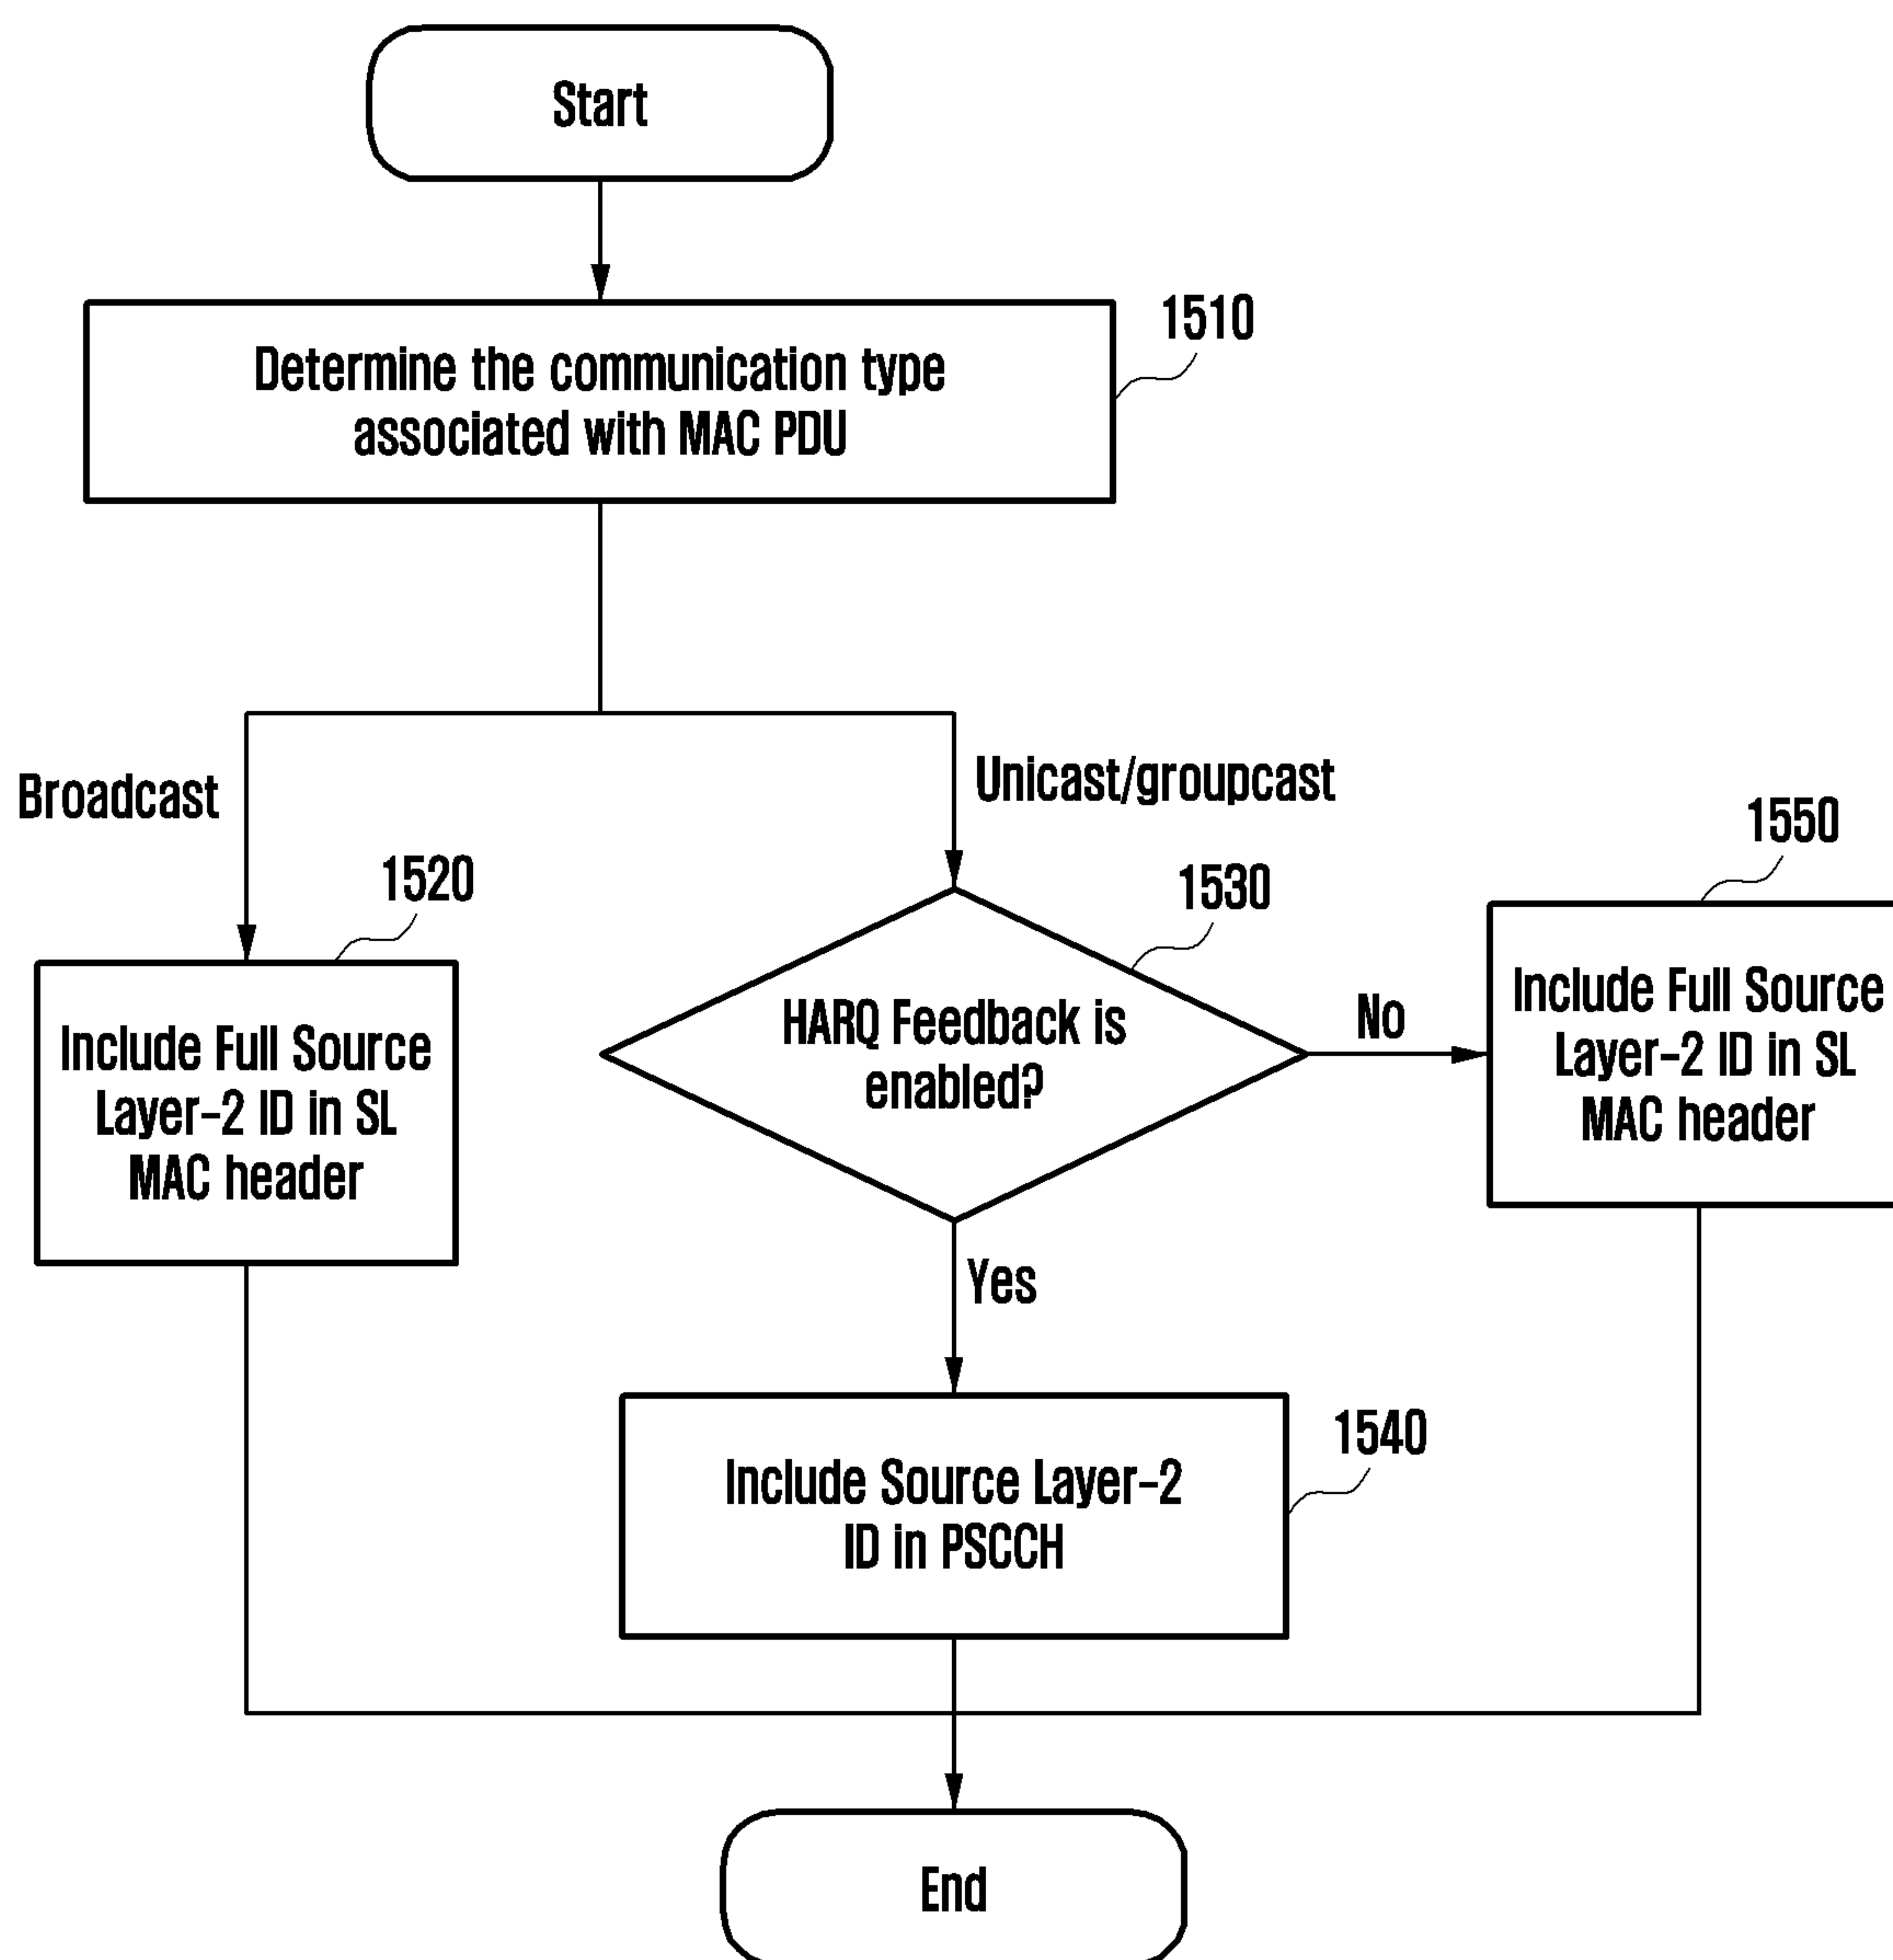 Start
1510
Determine the communication type
associated with MAC PDU
Broadcast
Unicast/groupcast
1520
Include Full Source
Layer-2 ID in SL
MAC header
1530
HARQ Feedback is
enabled?
No
1550
Include Full Source
Layer-2 ID in SL
MAC header
Yes
1540
Include Source Layer-2
ID in PSCCH
End